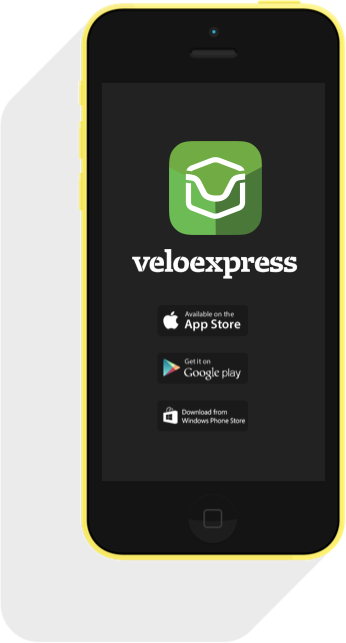 veloexpress
Available on the
App Store
Get it on
Google play
Download from
Windows Phone Store